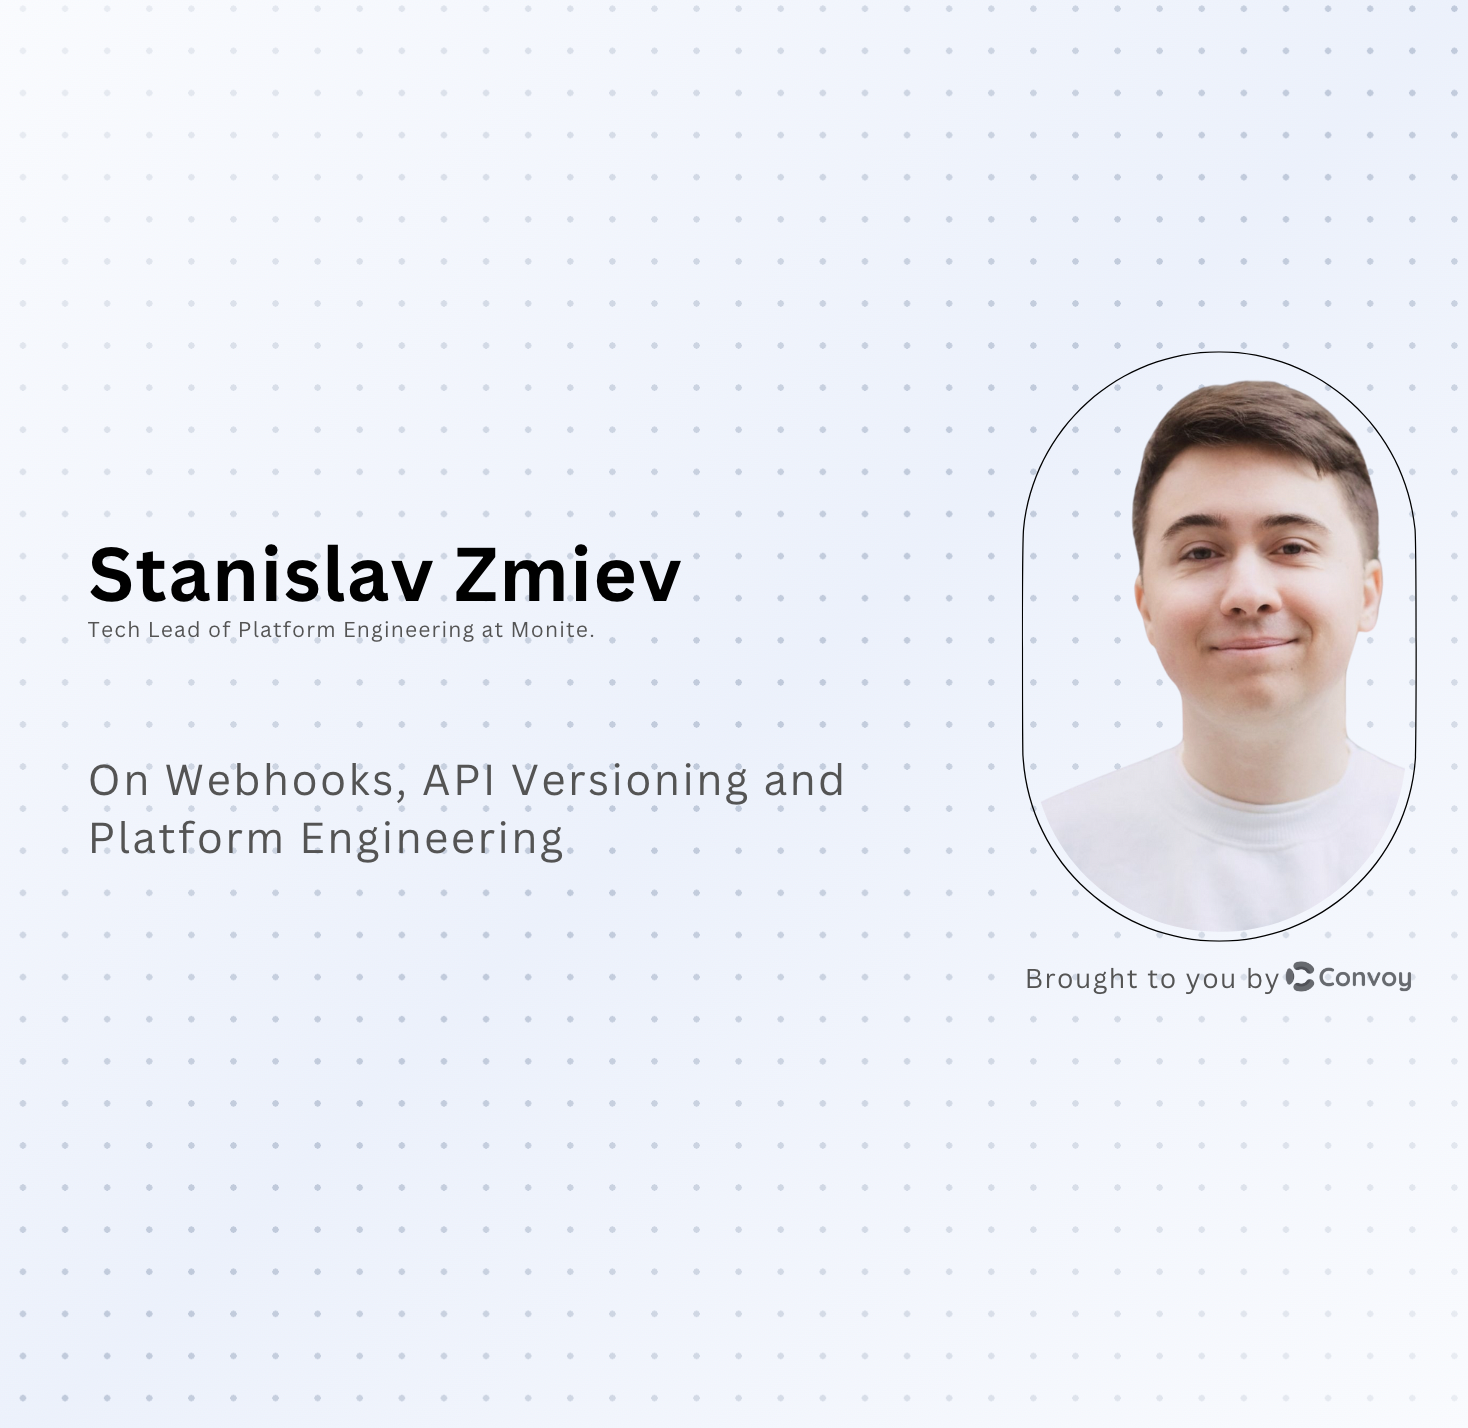 Stanislav Zmiev
Tech Lead of Platform Engineering at Monite.
On Webhooks, API Versioning and
Platform Engineering
Brought to you by Convoy